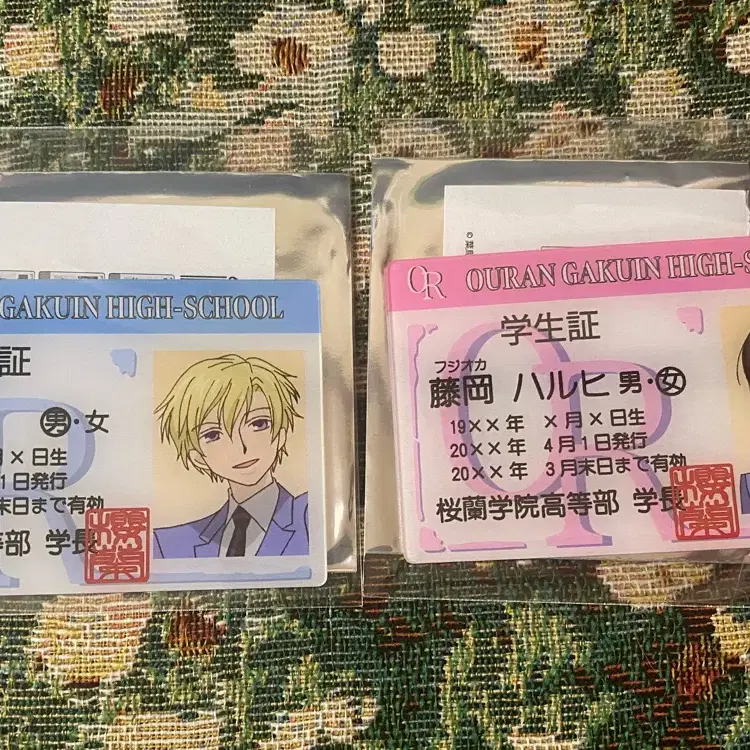 GAKUIN HIGH-SCHOOL
証
男・女
月×日生
1日発行
末日まで有効
等部 学長
OR
OURAN GAKUIN HIGH-S
学生証
フジオカ
藤岡 ハルヒ 男・女
19××年 ×月×日生
20××年 4月1日発行
20××年 3月末日まで有効
桜蘭学院高等部 学長